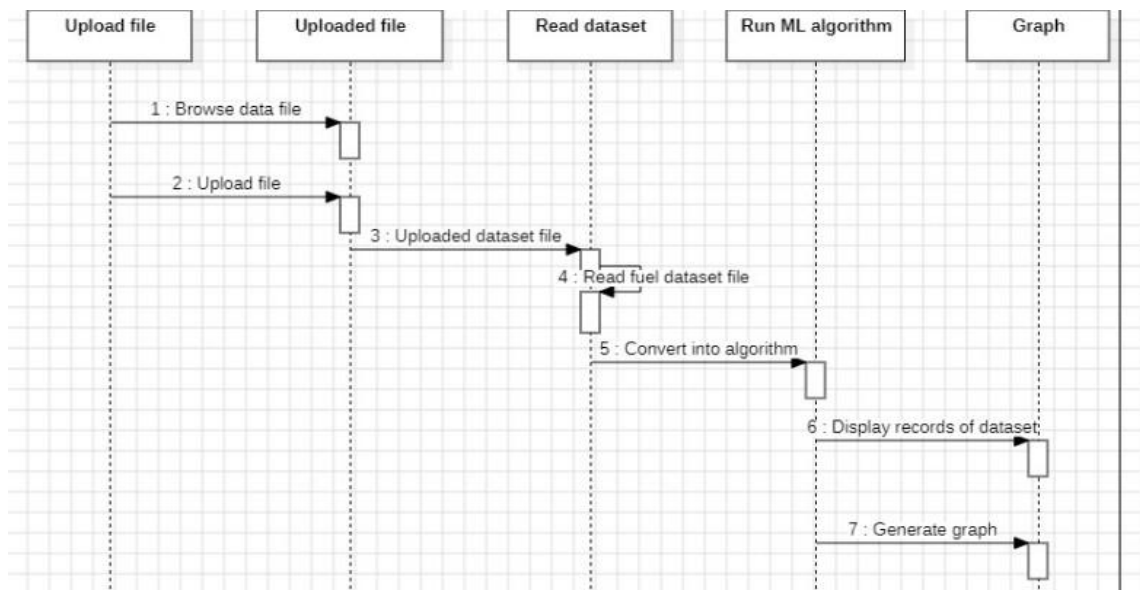 Upload file
Uploaded file
Read dataset
Run ML algorithm
Graph
1 : Browse data file
2 : Upload file
3 : Uploaded dataset file
4 : Read fuel dataset file
5 : Convert into algorithm
6 : Display records of dataset
7 : Generate graph